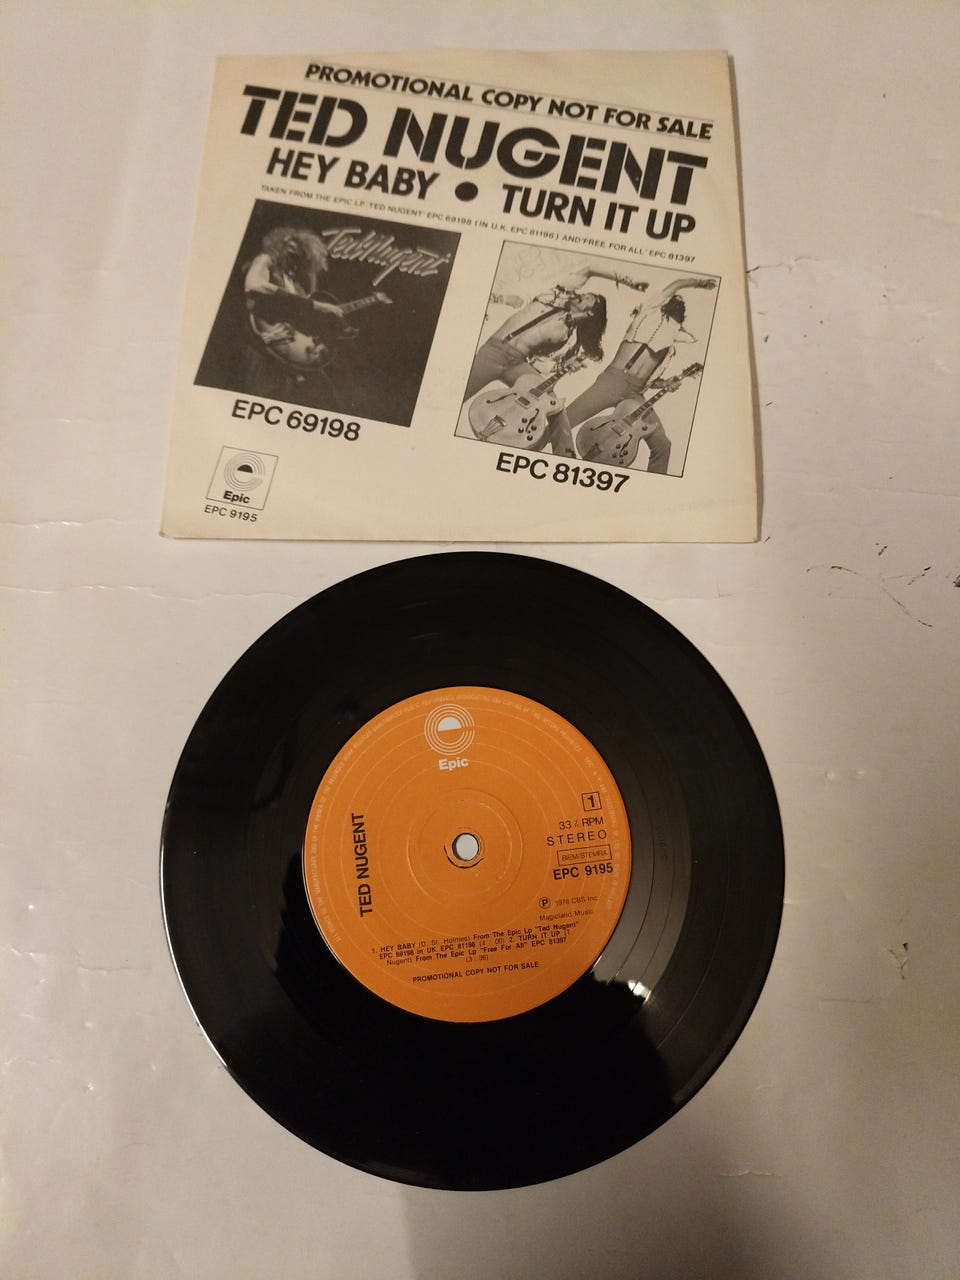 PROMOTIONAL COPY NOT FOR SALE
TED NUGENT
HEY BABY • TURN IT UP
TAKEN FROM THE EPIC LP 'TED NUGENT' EPC 69198 (IN U.K. EPC 81196) AND 'FREE FOR ALL' EPC 81397
Ted Nugent
EPC 69198
EPC 81397
Epic
EPC 9195
Epic
TED NUGENT
1
33⅓ RPM
STEREO
BIEM/STEMRA
EPC 9195
Ⓟ 1976 CBS Inc.
Magicland Music
1. HEY BABY (D. St. Holmes) From The Epic Lp "Ted Nugent"
EPC 69198 in UK EPC 81196 (4 : 00) 2. TURN IT UP (T.
Nugent) From The Epic Lp "Free For All" EPC 81397
(3 : 36)
PROMOTIONAL COPY NOT FOR SALE